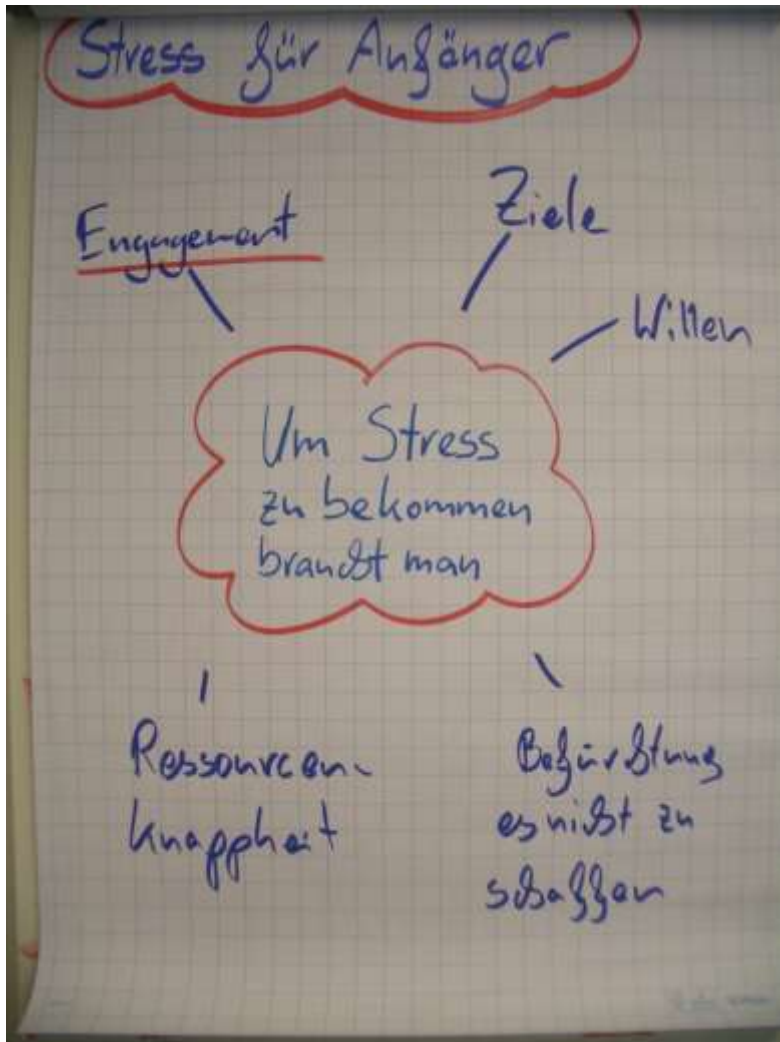 Stress für Anfänger
Engagement
Ziele
Willen
Um Stress
zu bekommen
braucht man
Ressourcen-
knappheit
Befürchtung
es nicht zu
schaffen